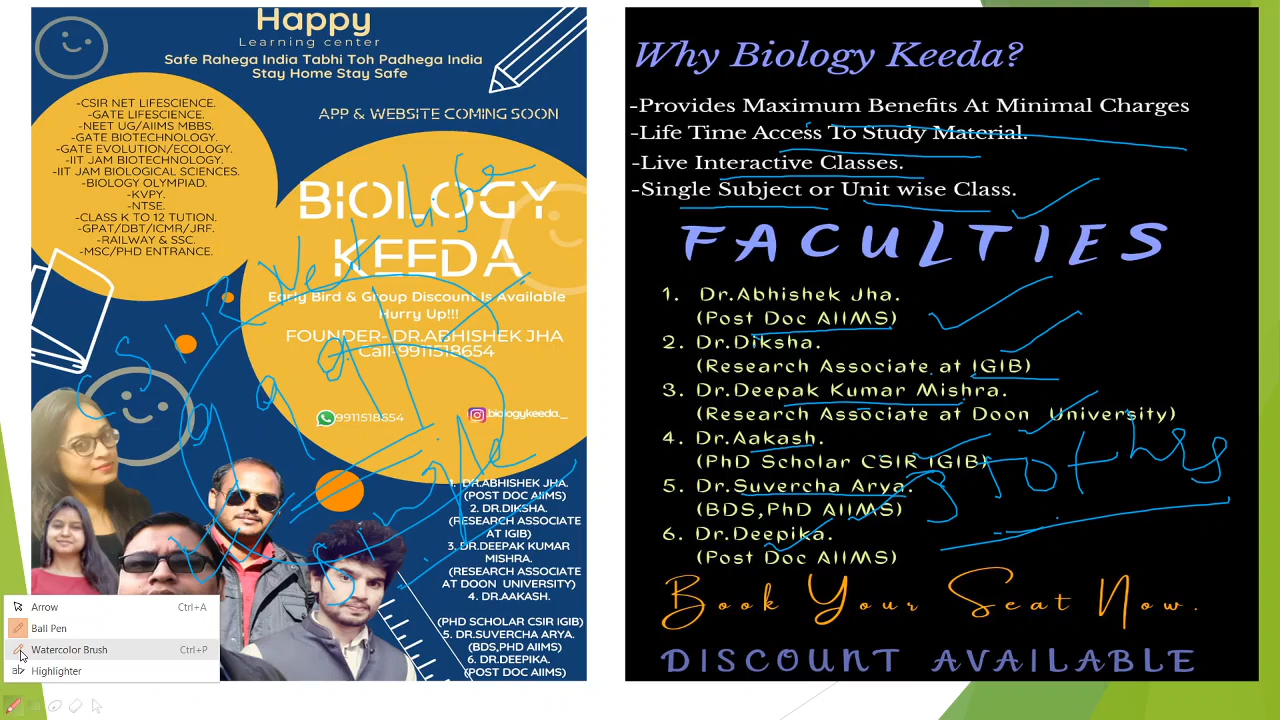 Happy
Learning center
Safe Rahega India Tabhi Toh Padhega India
Stay Home Stay Safe
APP & WEBSITE COMING SOON
-CSIR NET LIFESCIENCE.
-GATE LIFESCIENCE.
-NEET UG/AIIMS MBBS.
-GATE BIOTECHNOLOGY.
-GATE EVOLUTION/ECOLOGY.
-IIT JAM BIOTECHNOLOGY.
-IIT JAM BIOLOGICAL SCIENCES.
-BIOLOGY OLYMPIAD.
-KVPY.
-NTSE.
-CLASS K TO 12 TUTION.
-GPAT/DBT/ICMR/JRF.
-RAILWAY & SSC.
-MSC/PHD ENTRANCE.
BIOLOGY
KEEDA
Early Bird & Group Discount Is Available
Hurry Up!!!
FOUNDER- DR.ABHISHEK JHA
Call-9911518654
9911518654
biologykeeda._
CSIR Net life
1. DR.ABHISHEK JHA.
(POST DOC AIIMS)
2. DR.DIKSHA.
(RESEARCH ASSOCIATE
AT IGIB)
3. DR.DEEPAK KUMAR
MISHRA.
(RESEARCH ASSOCIATE
AT DOON UNIVERSITY)
4. DR.AAKASH.
(PHD SCHOLAR CSIR IGIB)
5. DR.SUVERCHA ARYA.
(BDS,PHD AIIMS)
6. DR.DEEPIKA.
(POST DOC AIIMS)
Arrow Ctrl+A
Ball Pen
Watercolor Brush Ctrl+P
Highlighter
Why Biology Keeda?
-Provides Maximum Benefits At Minimal Charges
-Life Time Access To Study Material.
-Live Interactive Classes.
-Single Subject or Unit wise Class.
FACULTIES
1. Dr.Abhishek Jha.
(Post Doc AIIMS)
2. Dr.Diksha.
(Research Associate at IGIB)
3. Dr.Deepak Kumar Mishra.
(Research Associate at Doon University)
4. Dr.Aakash.
(PhD Scholar CSIR IGIB)
5. Dr.Suvercha Arya.
(BDS,PhD AIIMS)
6. Dr.Deepika.
(Post Doc AIIMS)
Book Your Seat Now.
DISCOUNT AVAILABLE